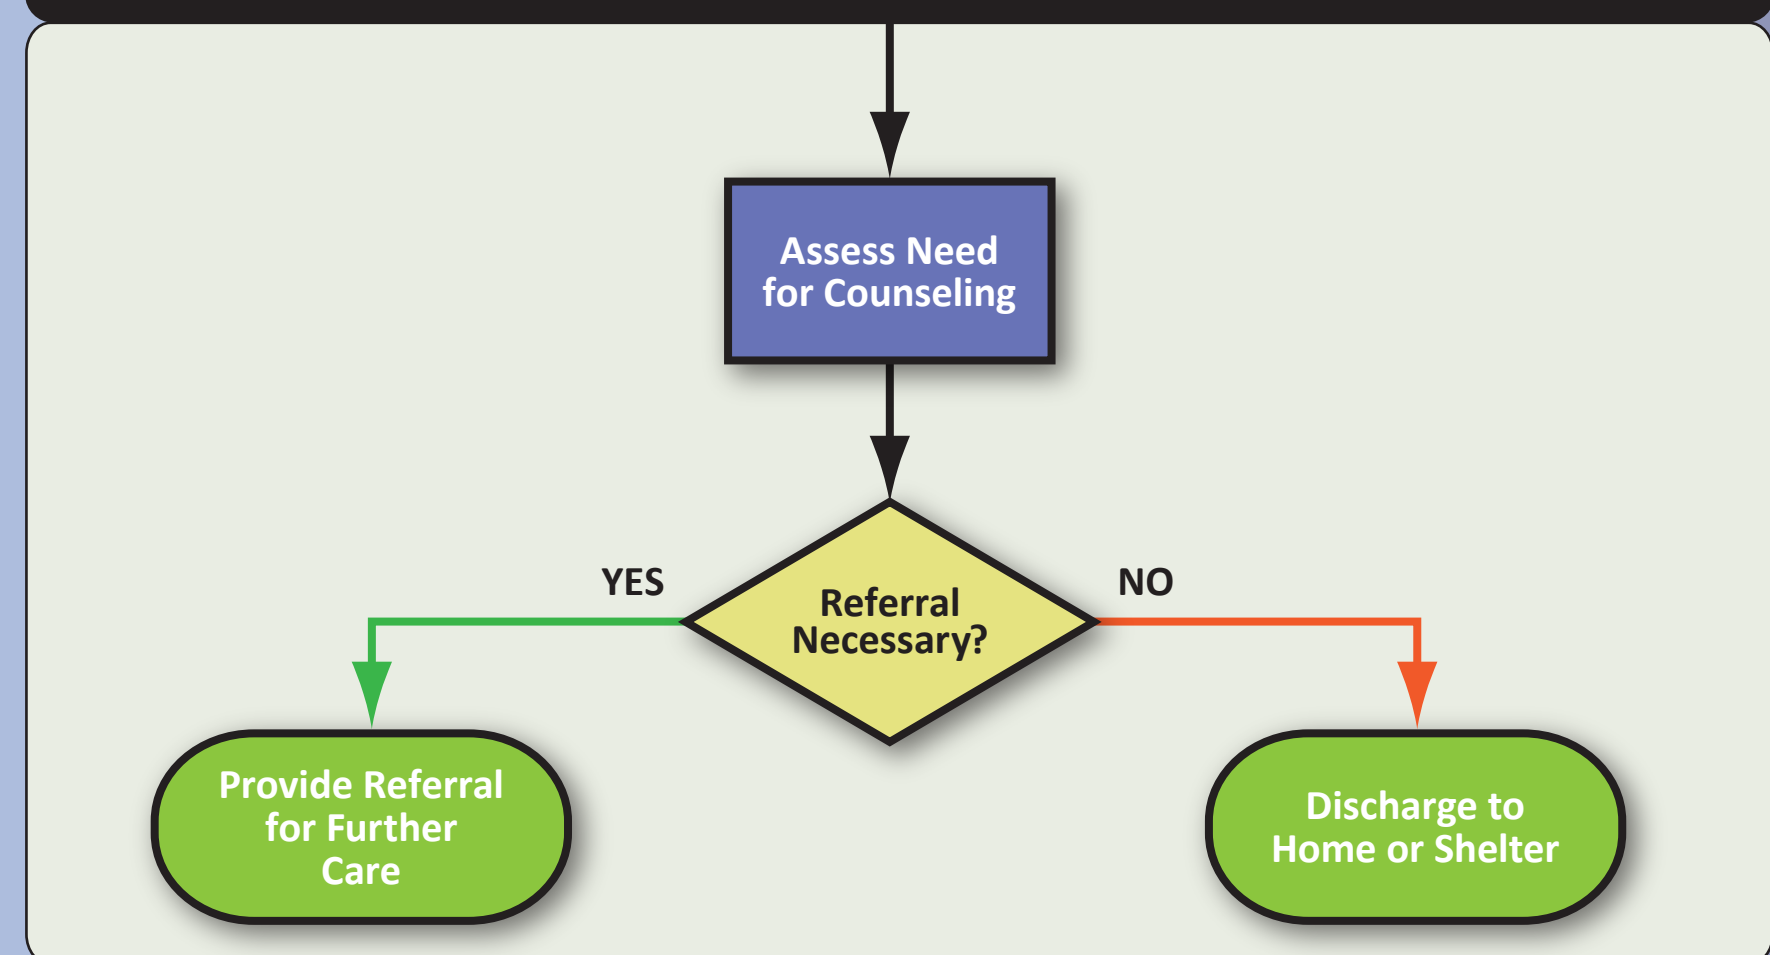 Assess Need
for Counseling
YES
NO
Referral
Necessary?
Provide Referral
for Further
Care
Discharge to
Home or Shelter